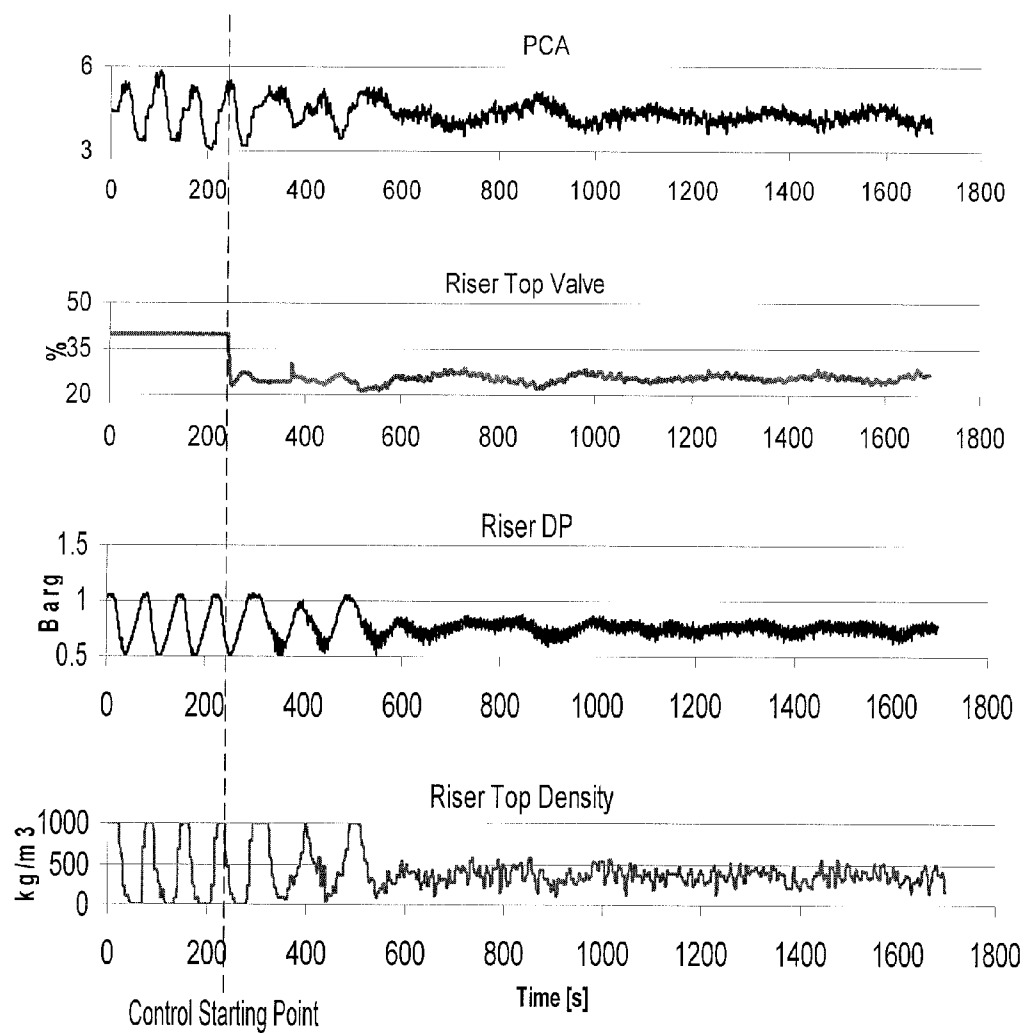 PCA
6
3
0 200 400 600 800 1000 1200 1400 1600 1800
Riser Top Valve
50
35
20
%
0 200 400 600 800 1000 1200 1400 1600 1800
Riser DP
1.5
1
0.5
Barg
0 200 400 600 800 1000 1200 1400 1600 1800
Riser Top Density
1000
500
0
kg/m3
0 200 400 600 800 1000 1200 1400 1600 1800
Time [s]
Control Starting Point